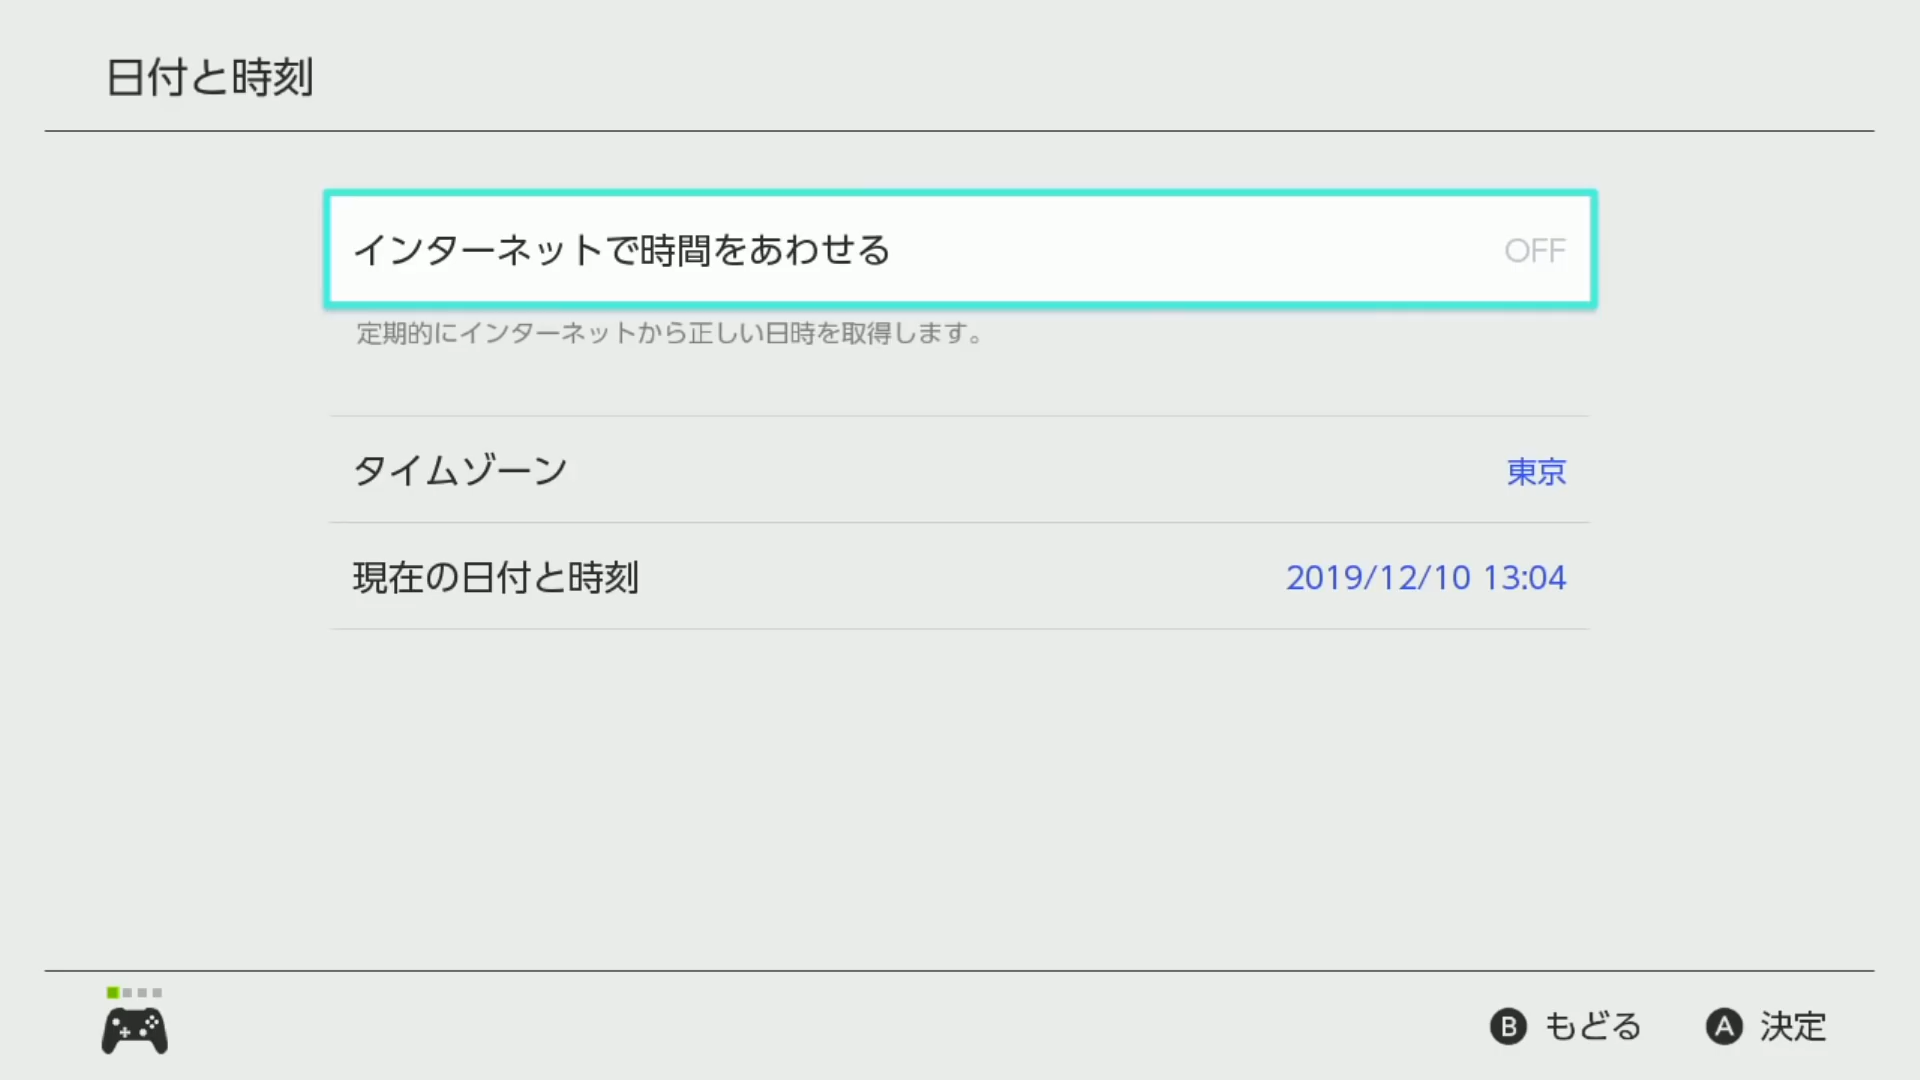 日付と時刻
インターネットで時間をあわせる OFF
定期的にインターネットから正しい日時を取得します。
タイムゾーン 東京
現在の日付と時刻 2019/12/10 13:04
B もどる A 決定